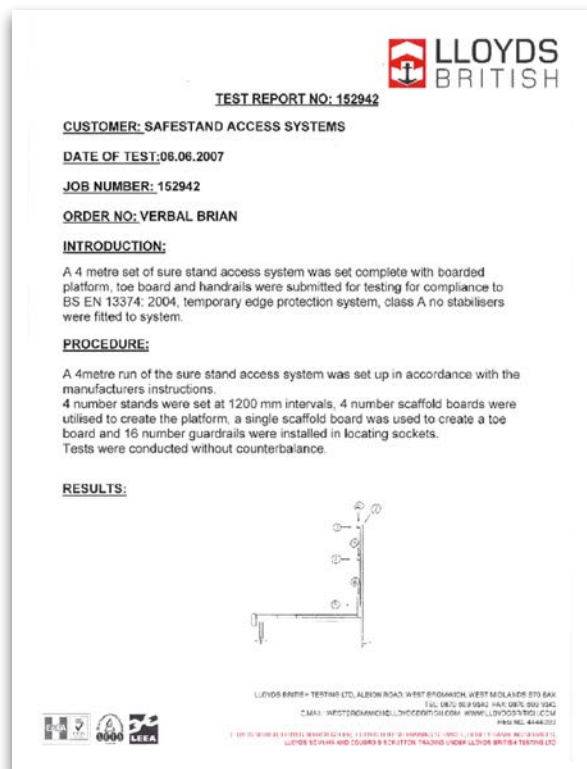 LLOYDS
BRITISH
TEST REPORT NO: 152942
CUSTOMER: SAFESTAND ACCESS SYSTEMS
DATE OF TEST:06.06.2007
JOB NUMBER: 152942
ORDER NO: VERBAL BRIAN
INTRODUCTION:
A 4 metre set of sure stand access system was set complete with boarded
platform, toe board and handrails were submitted for testing for compliance to
BS EN 13374: 2004, temporary edge protection system, class A no stabilisers
were fitted to system.
PROCEDURE:
A 4metre run of the sure stand access system was set up in accordance with the
manufacturers instructions.
4 number stands were set at 1200 mm intervals, 4 number scaffold boards were
utilised to create the platform, a single scaffold board was used to create a toe
board and 16 number guardrails were installed in locating sockets.
Tests were conducted without counterbalance.
RESULTS:
LLOYDS BRITISH TESTING LTD, ALBION ROAD, WEST BROMWICH, WEST MIDLANDS B70 8AX
LEEA